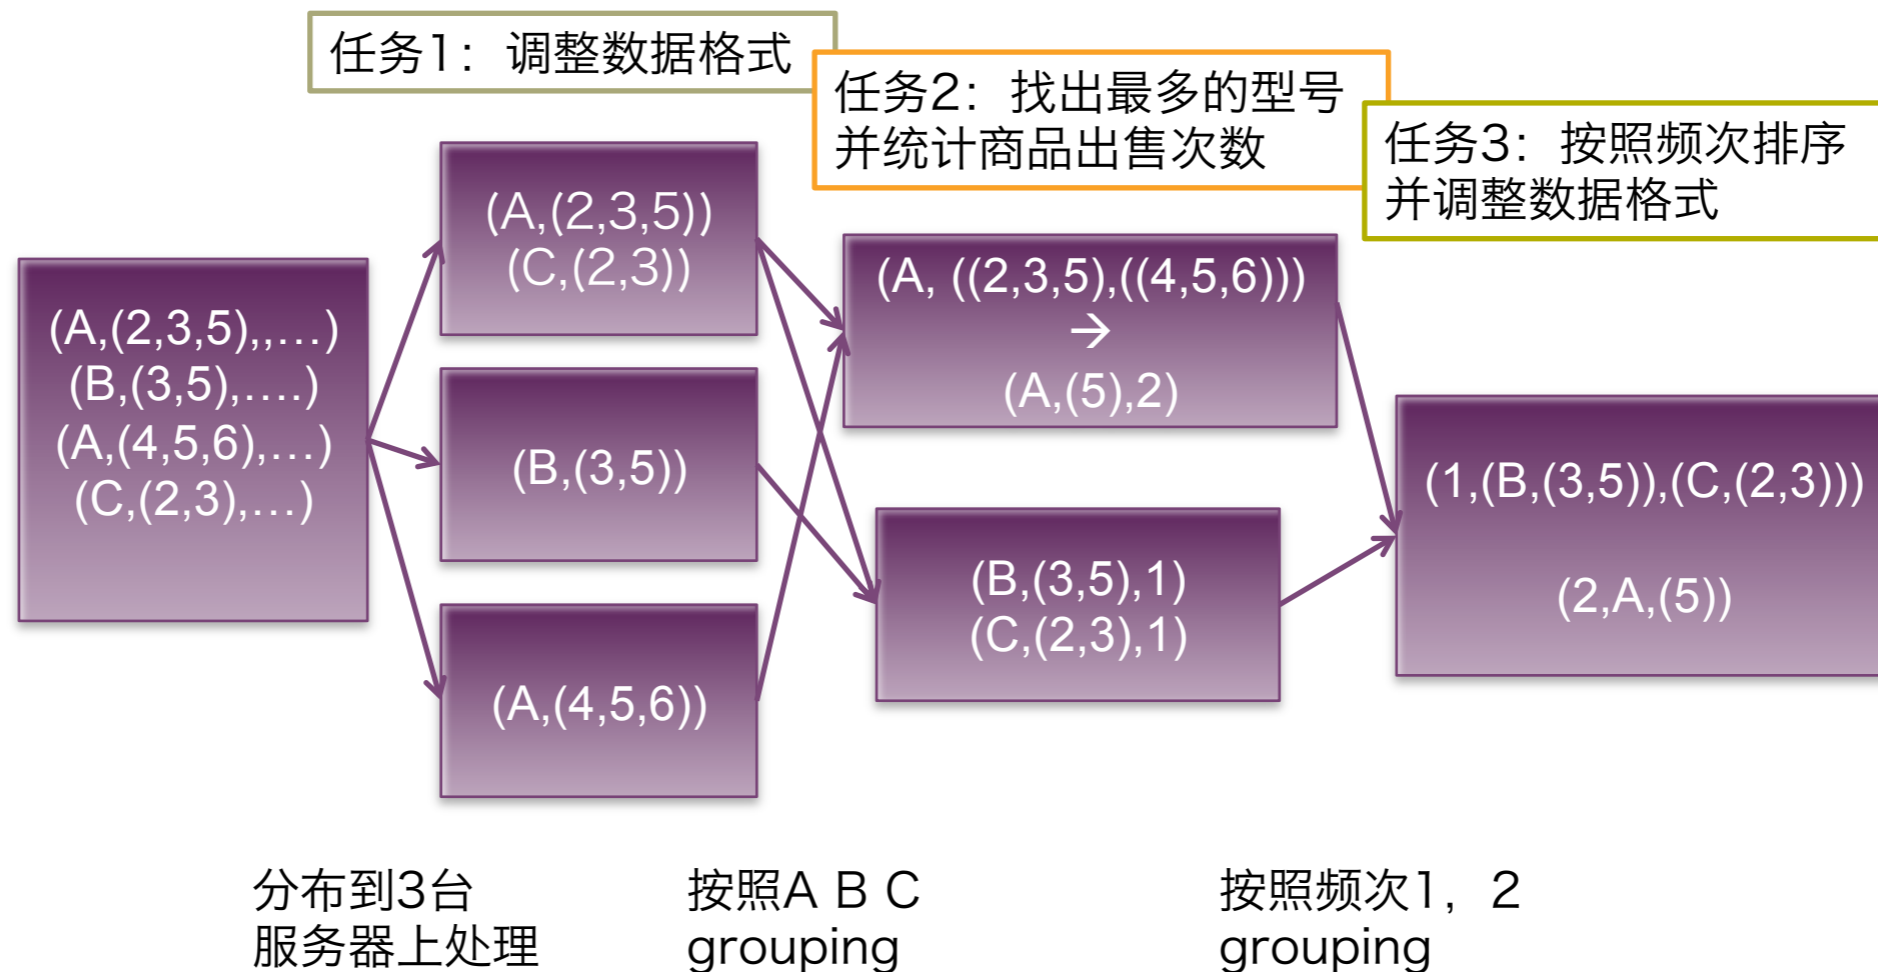 任务1：调整数据格式
任务2：找出最多的型号
并统计商品出售次数
任务3：按照频次排序
并调整数据格式
(A,(2,3,5),,...)
(B,(3,5),....)
(A,(4,5,6),...)
(C,(2,3),...)
(A,(2,3,5))
(C,(2,3))
(B,(3,5))
(A,(4,5,6))
(A, ((2,3,5),((4,5,6)))
→
(A,(5),2)
(B,(3,5),1)
(C,(2,3),1)
(1,(B,(3,5)),(C,(2,3)))
(2,A,(5))
分布到3台
服务器上处理
按照A B C
grouping
按照频次1，2
grouping